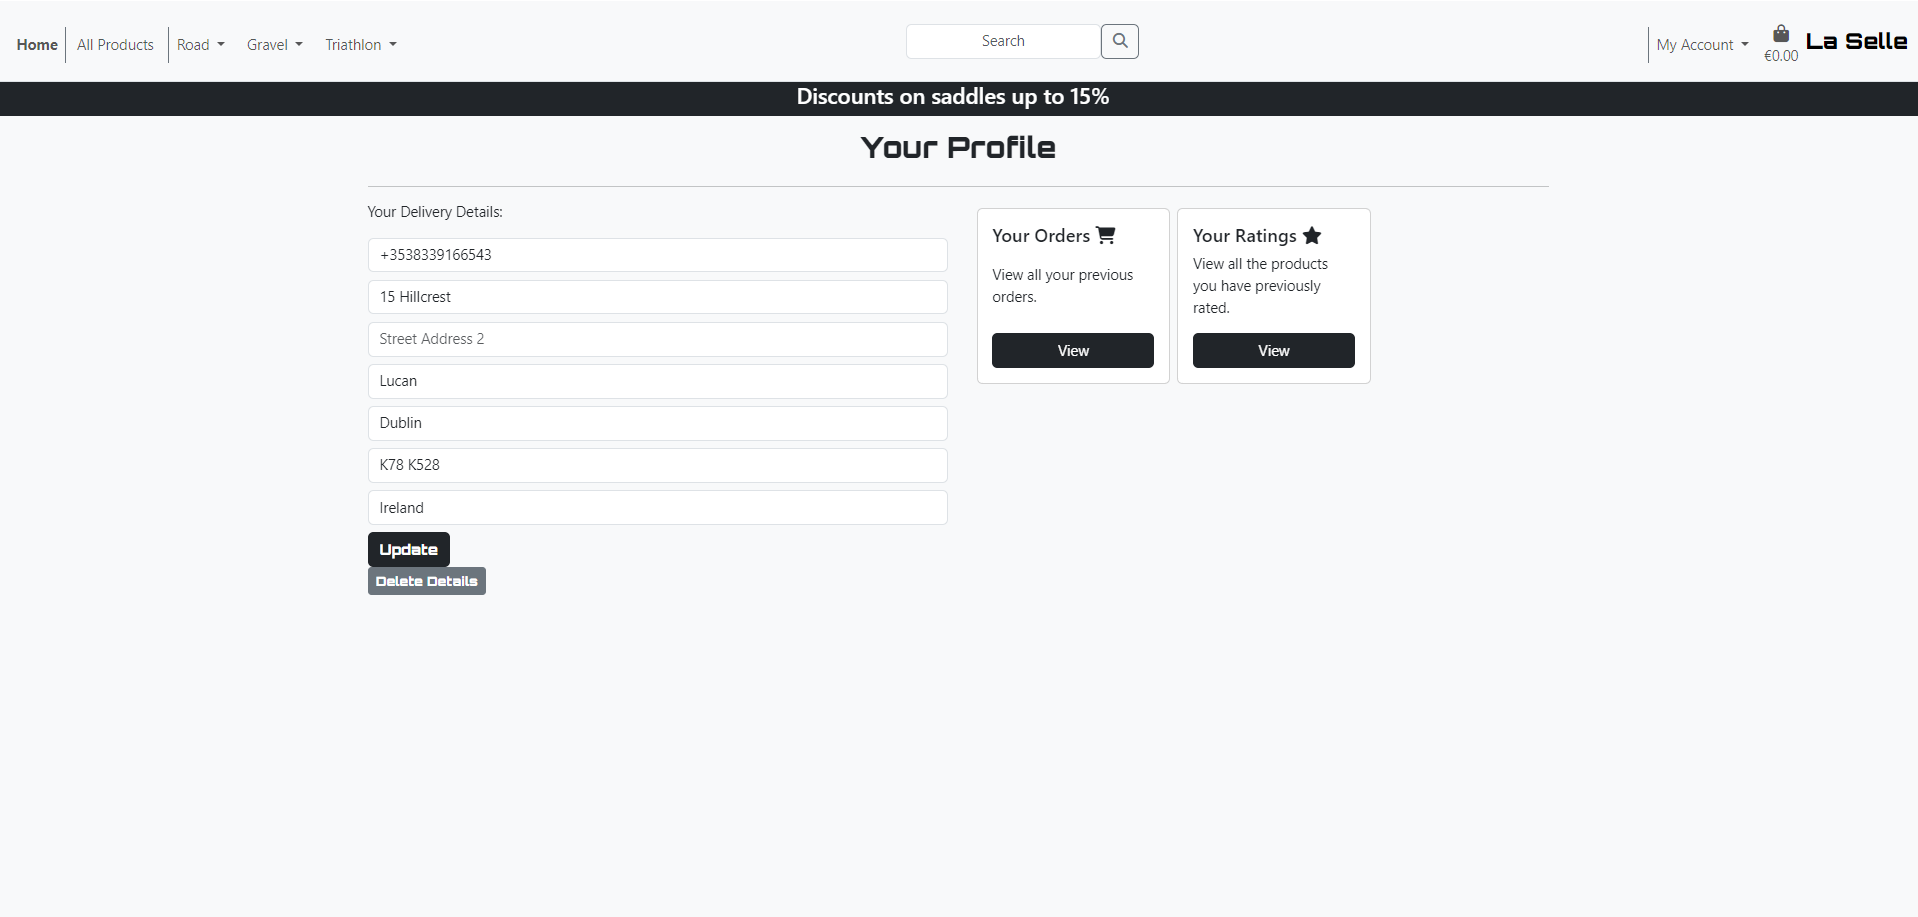 Home
All Products
Road
Gravel
Triathlon
Search
My Account
€0.00
La Selle
Discounts on saddles up to 15%
Your Profile
Your Delivery Details:
+3538339166543
15 Hillcrest
Street Address 2
Lucan
Dublin
K78 K528
Ireland
Update
Delete Details
Your Orders
View all your previous
orders.
View
Your Ratings
View all the products
you have previously
rated.
View